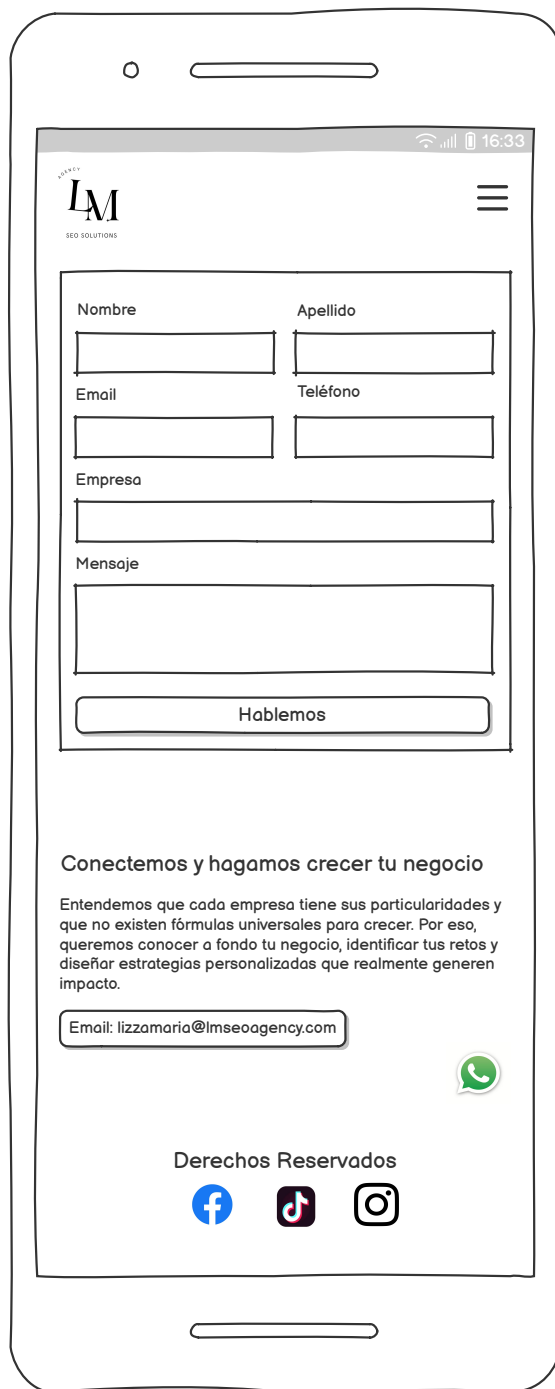 16:33
AGENCY
LM
SEO SOLUTIONS
Nombre
Apellido
Email
Teléfono
Empresa
Mensaje
Hablemos
Conectemos y hagamos crecer tu negocio
Entendemos que cada empresa tiene sus particularidades y
que no existen fórmulas universales para crecer. Por eso,
queremos conocer a fondo tu negocio, identificar tus retos y
diseñar estrategias personalizadas que realmente generen
impacto.
Email: lizzamaria@lmseoagency.com
Derechos Reservados